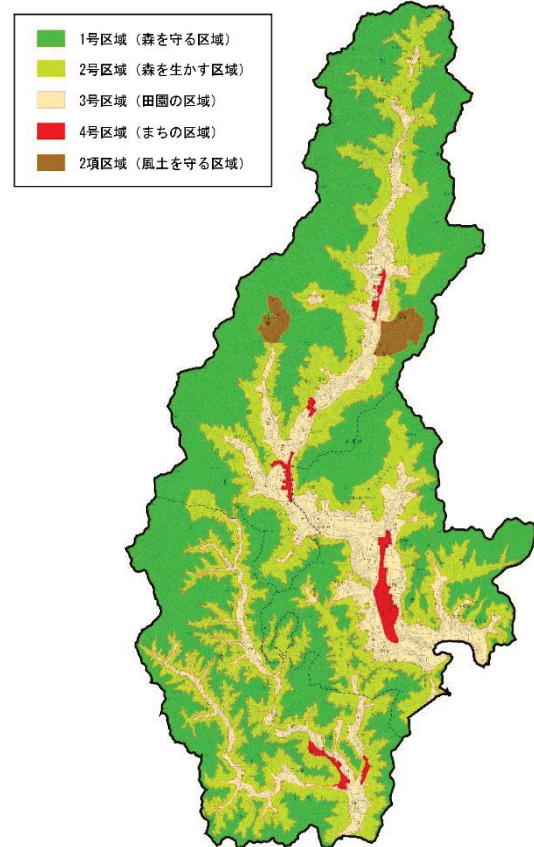 1号区域（森を守る区域）
2号区域（森を生かす区域）
3号区域（田園の区域）
4号区域（まちの区域）
2項区域（風土を守る区域）